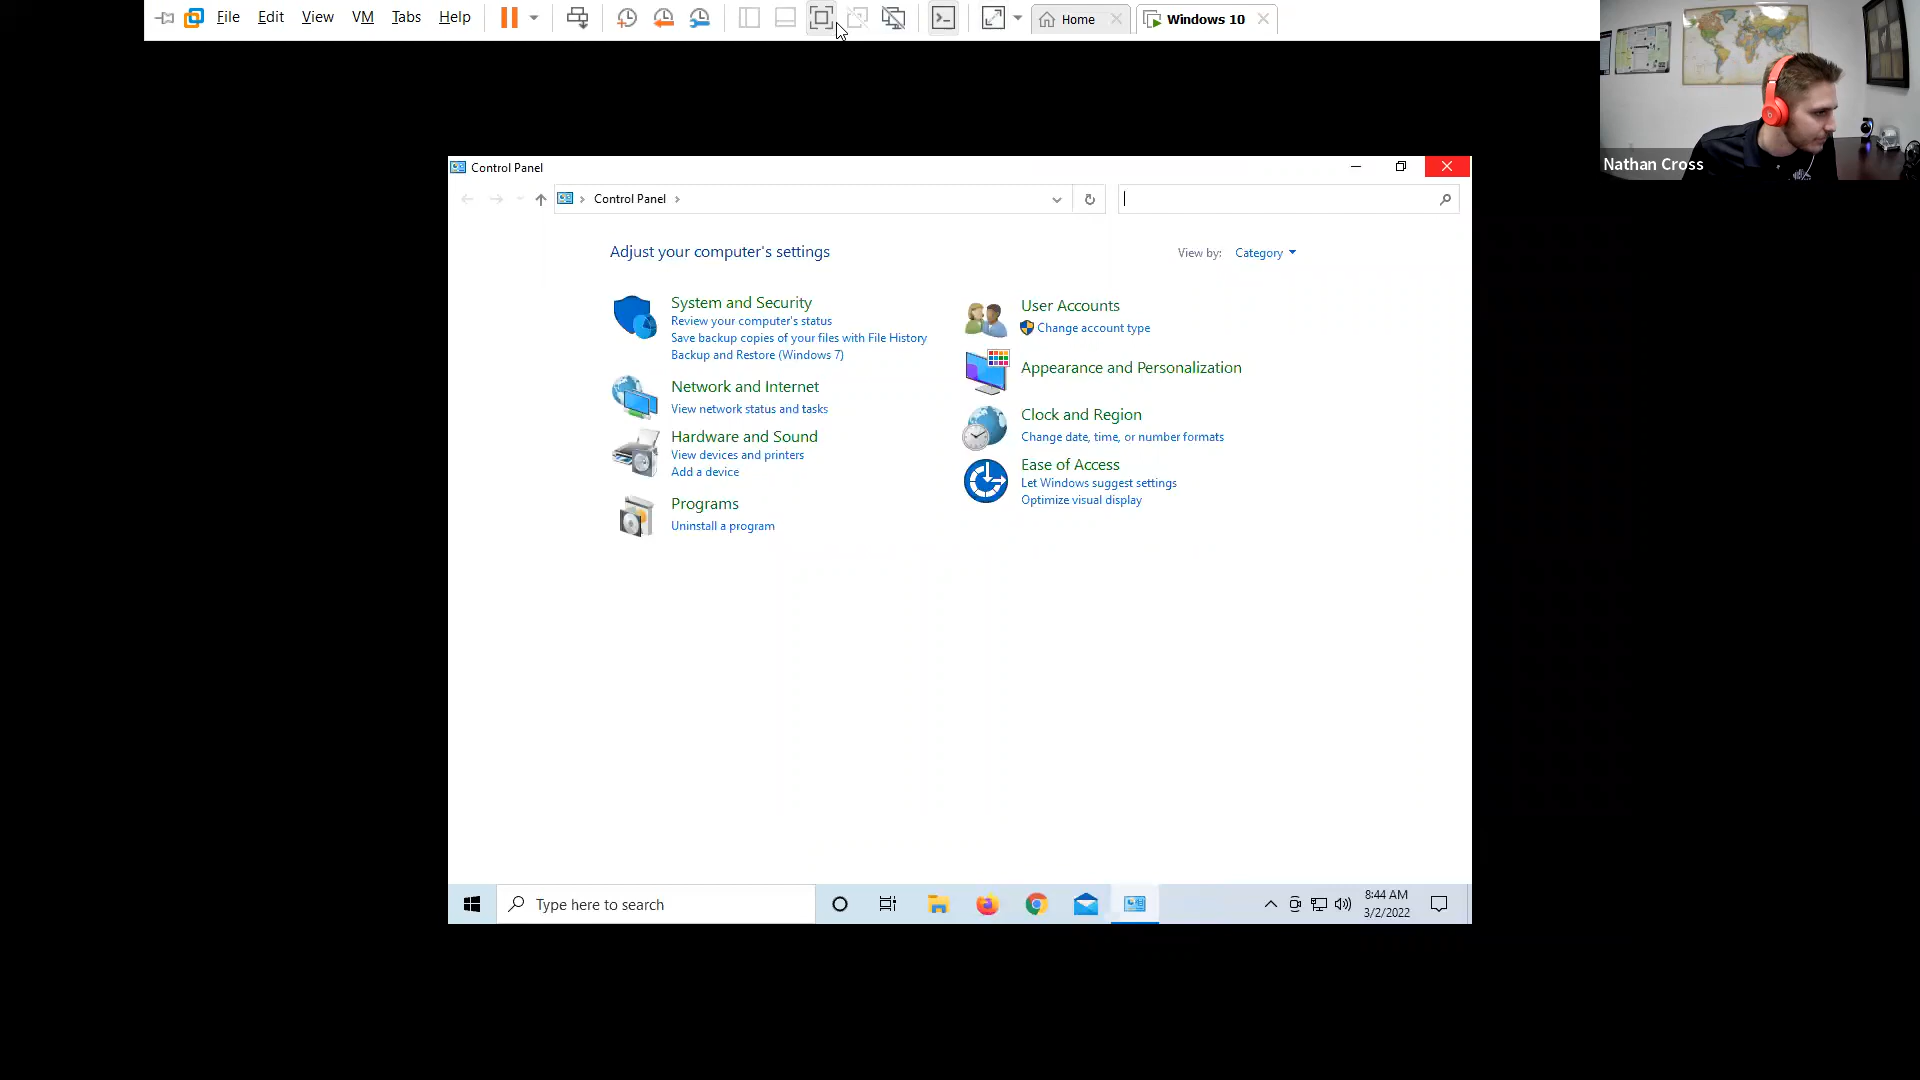 File Edit View VM Tabs Help Home Windows 10
Nathan Cross
Control Panel
Control Panel
Adjust your computer's settings
View by: Category
System and Security
Review your computer's status
Save backup copies of your files with File History
Backup and Restore (Windows 7)
Network and Internet
View network status and tasks
Hardware and Sound
View devices and printers
Add a device
Programs
Uninstall a program
User Accounts
Change account type
Appearance and Personalization
Clock and Region
Change date, time, or number formats
Ease of Access
Let Windows suggest settings
Optimize visual display
Type here to search
8:44 AM
3/2/2022